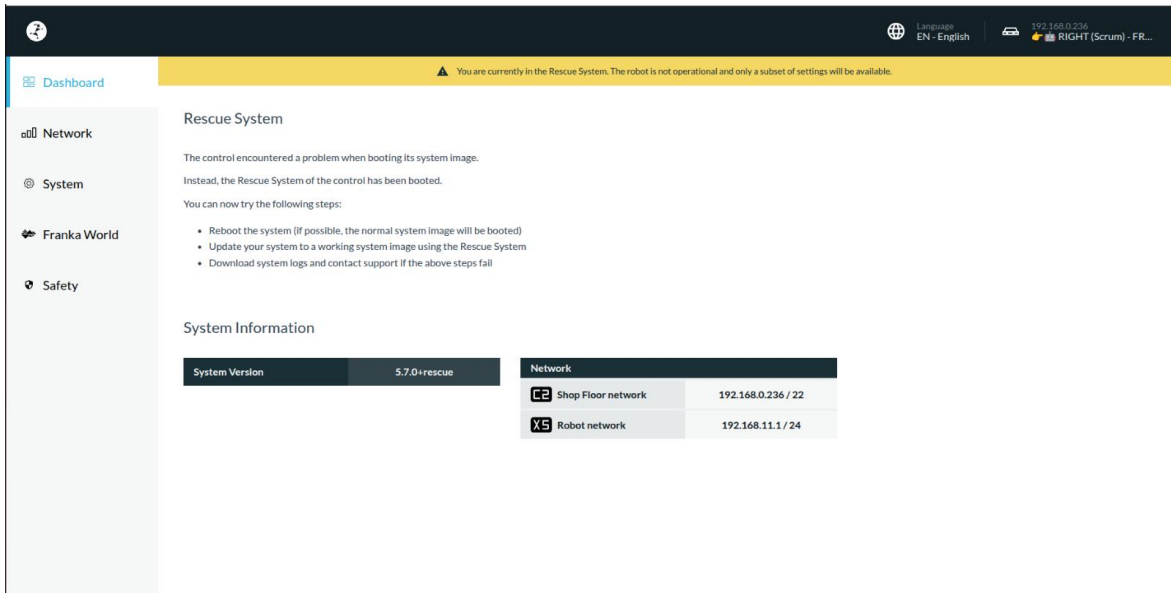 Language
EN - English
192.168.0.236
👉🤖 RIGHT (Scrum) - FR...
You are currently in the Rescue System. The robot is not operational and only a subset of settings will be available.
Dashboard
Network
System
Franka World
Safety
Rescue System
The control encountered a problem when booting its system image.
Instead, the Rescue System of the control has been booted.
You can now try the following steps:
• Reboot the system (if possible, the normal system image will be booted)
• Update your system to a working system image using the Rescue System
• Download system logs and contact support if the above steps fail
System Information
System Version 5.7.0+rescue
Network
C2 Shop Floor network 192.168.0.236 / 22
X5 Robot network 192.168.11.1 / 24